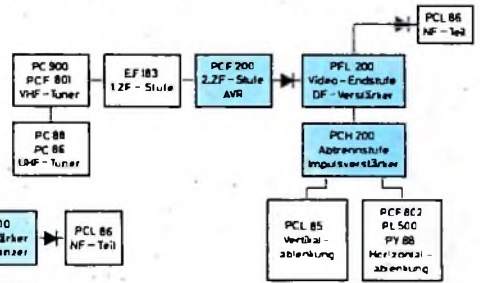 PCL 86
NF-Teil
PC 900
PCF 801
VHF-Tuner
EF 183
1.ZF-Stufe
PCF 200
2.ZF-Stufe
AVR
PFL 200
Video-Endstufe
DF-Verstärker
PC 88
PC 86
UHF-Tuner
PCH 200
Abtrennstufe
Impulsverstärker
PCL 85
Vertikal-
ablenkung
PCF 802
PL 500
PY 88
Horizontal-
ablenkung
PCL 86
NF-Teil